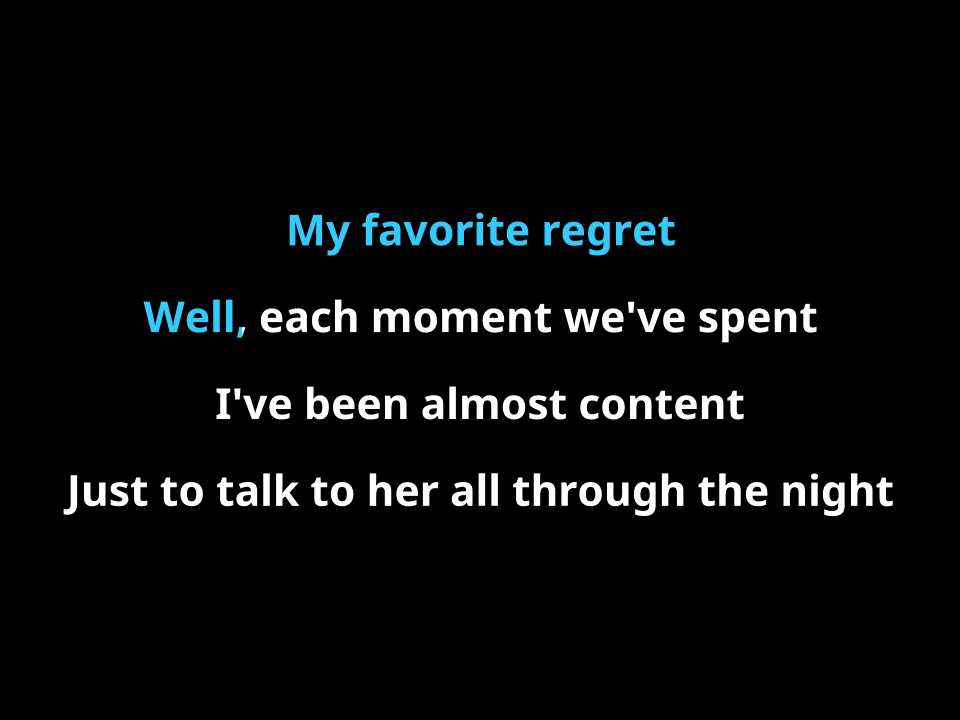 My favorite regret
Well, each moment we've spent
I've been almost content
Just to talk to her all through the night